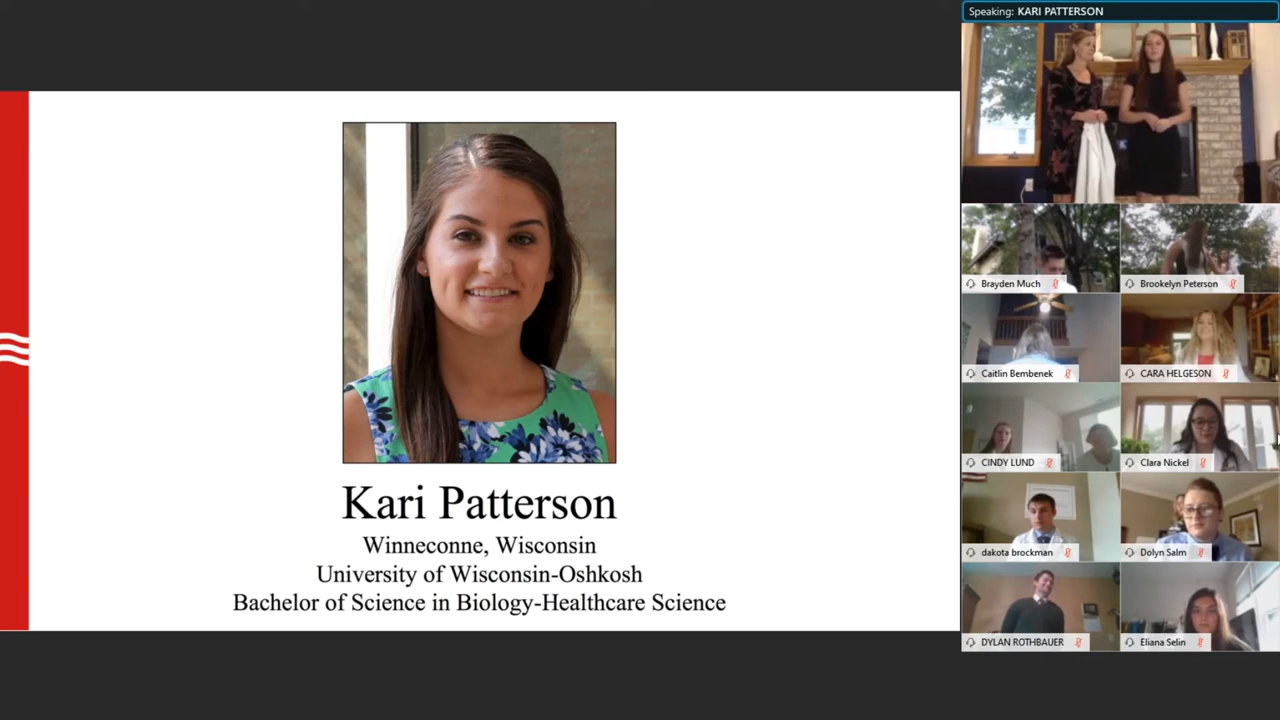 Speaking: KARI PATTERSON
Kari Patterson
Winneconne, Wisconsin
University of Wisconsin-Oshkosh
Bachelor of Science in Biology-Healthcare Science
Brayden Much
Brookelyn Peterson
Caitlin Bembenek
CARA HELGESON
CINDY LUND
Clara Nickel
dakota brockman
Dolyn Salm
DYLAN ROTHBAUER
Eliana Selin